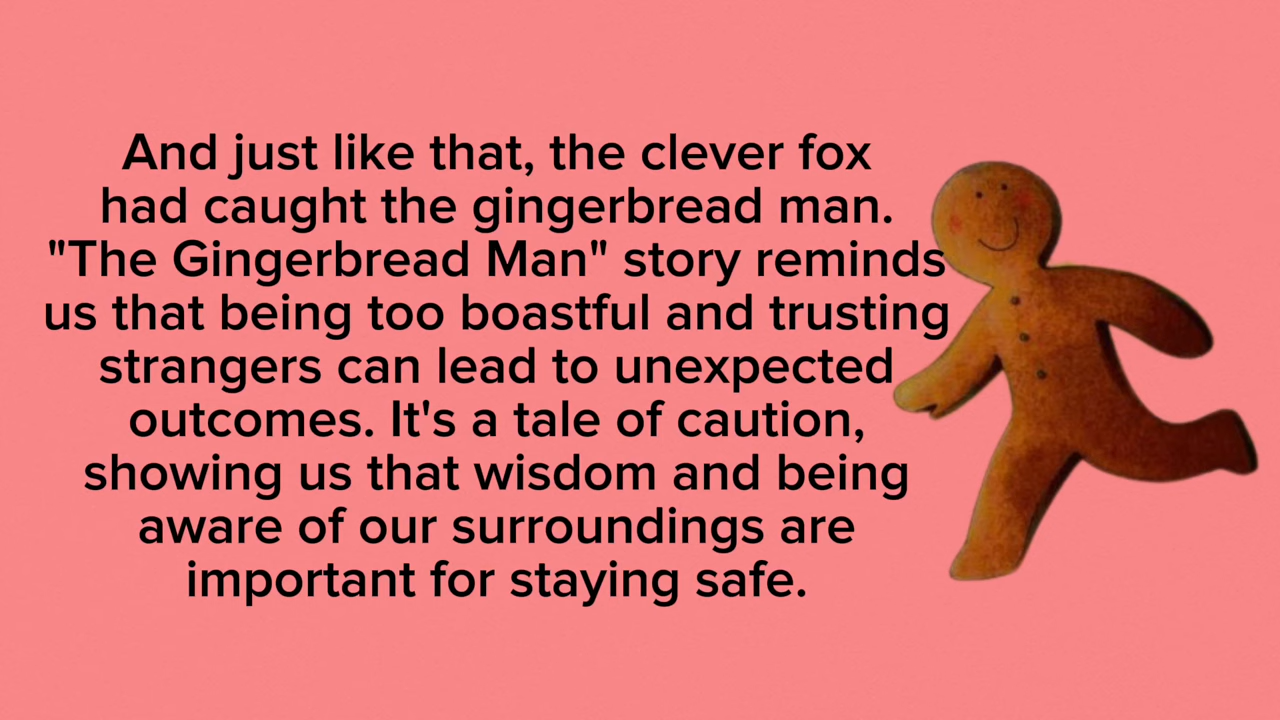 And just like that, the clever fox
had caught the gingerbread man.
"The Gingerbread Man" story reminds
us that being too boastful and trusting
strangers can lead to unexpected
outcomes. It's a tale of caution,
showing us that wisdom and being
aware of our surroundings are
important for staying safe.